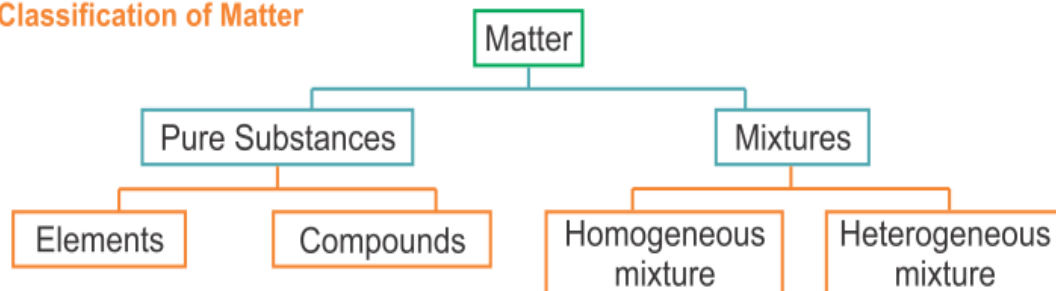 Classification of Matter
Matter
Pure Substances
Mixtures
Elements
Compounds
Homogeneous
mixture
Heterogeneous
mixture